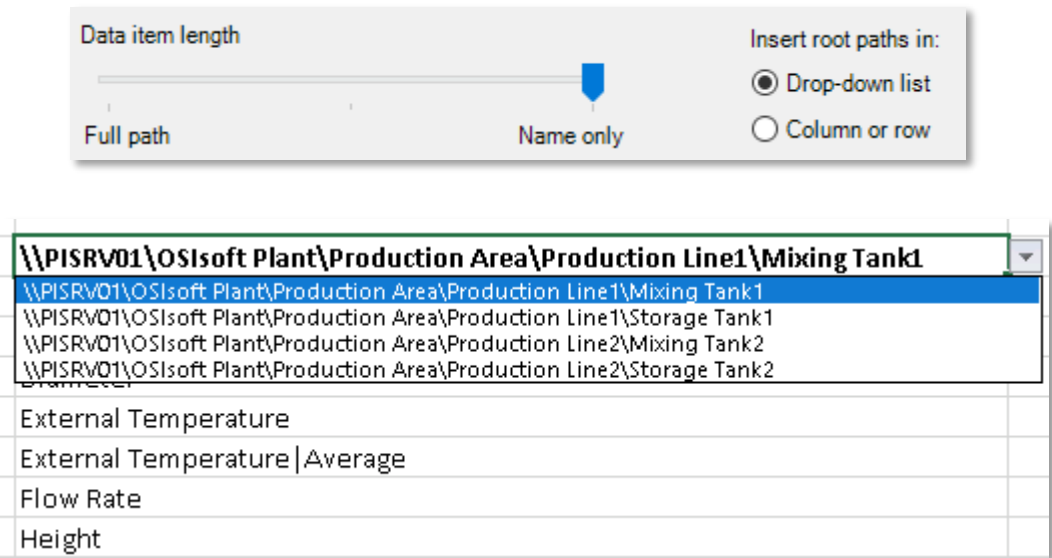 Data item length
Insert root paths in:
Drop-down list
Full path
Name only
Column or row
\\PISRV01\OSIsoft Plant\Production Area\Production Line1\Mixing Tank1
\\PISRV01\OSIsoft Plant\Production Area\Production Line1\Mixing Tank1
\\PISRV01\OSIsoft Plant\Production Area\Production Line1\Storage Tank1
\\PISRV01\OSIsoft Plant\Production Area\Production Line2\Mixing Tank2
\\PISRV01\OSIsoft Plant\Production Area\Production Line2\Storage Tank2
External Temperature
External Temperature|Average
Flow Rate
Height